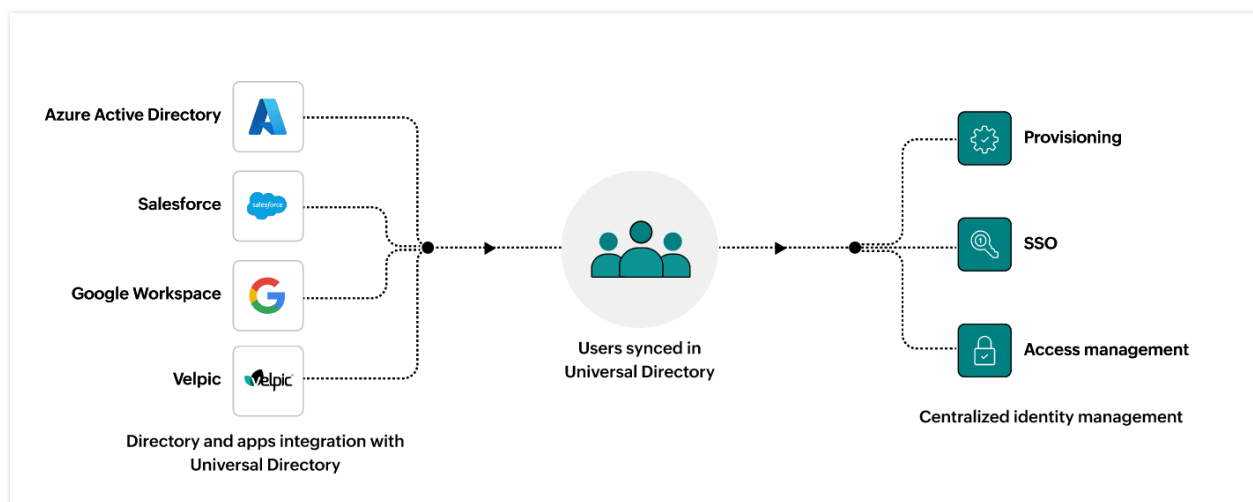 Azure Active Directory
Salesforce
salesforce
Google Workspace
Velpic
velpic
Directory and apps integration with
Universal Directory
Users synced in
Universal Directory
Provisioning
SSO
Access management
Centralized identity management